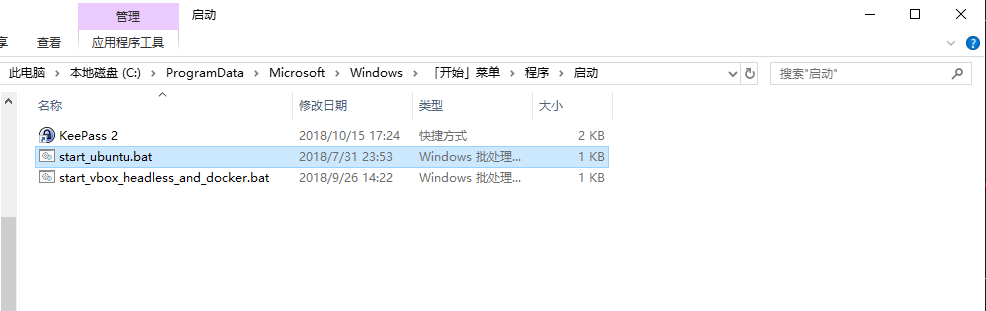 管理 启动
享 查看 应用程序工具
此电脑 > 本地磁盘 (C:) > ProgramData > Microsoft > Windows > 「开始」菜单 > 程序 > 启动
搜索"启动"
名称 修改日期 类型 大小
KeePass 2 2018/10/15 17:24 快捷方式 2 KB
start_ubuntu.bat 2018/7/31 23:53 Windows 批处理... 1 KB
start_vbox_headless_and_docker.bat 2018/9/26 14:22 Windows 批处理... 1 KB